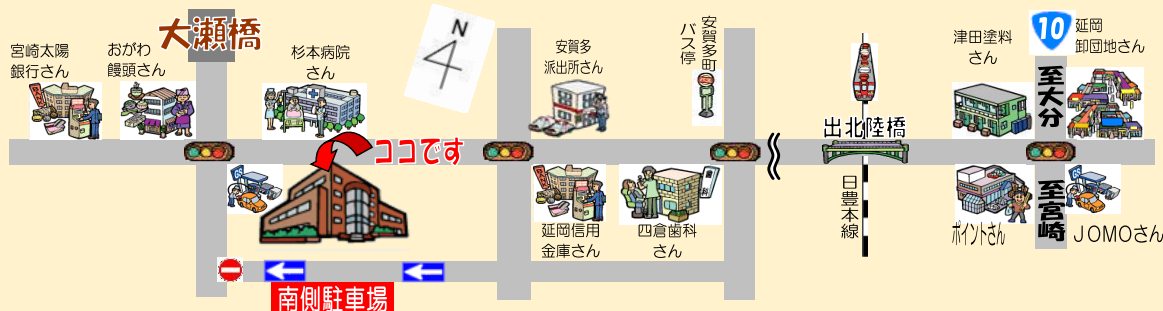 宮崎太陽
銀行さん
おがわ
饅頭さん
大瀬橋
杉本病院
さん
N
安賀多
派出所さん
安賀多町
バス停
津田塗料
さん
10
延岡
卸団地さん
至大分
ココです
出北陸橋
GS
歯科
延岡信用
金庫さん
四倉歯科
さん
日豊本線
ポイントさん
至宮崎
GS
JOMOさん
南側駐車場